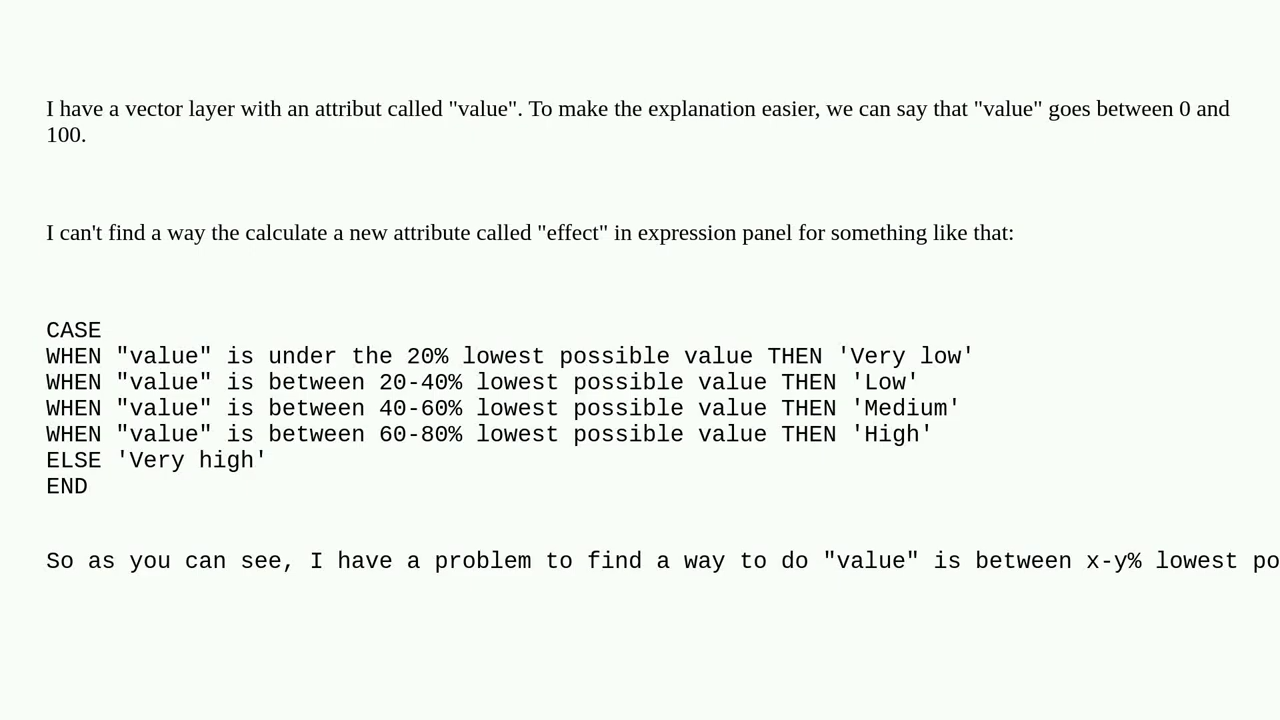 I have a vector layer with an attribut called "value". To make the explanation easier, we can say that "value" goes between 0 and
100.
I can't find a way the calculate a new attribute called "effect" in expression panel for something like that:
CASE
WHEN "value" is under the 20% lowest possible value THEN 'Very low'
WHEN "value" is between 20-40% lowest possible value THEN 'Low'
WHEN "value" is between 40-60% lowest possible value THEN 'Medium'
WHEN "value" is between 60-80% lowest possible value THEN 'High'
ELSE 'Very high'
END
So as you can see, I have a problem to find a way to do "value" is between x-y% lowest po